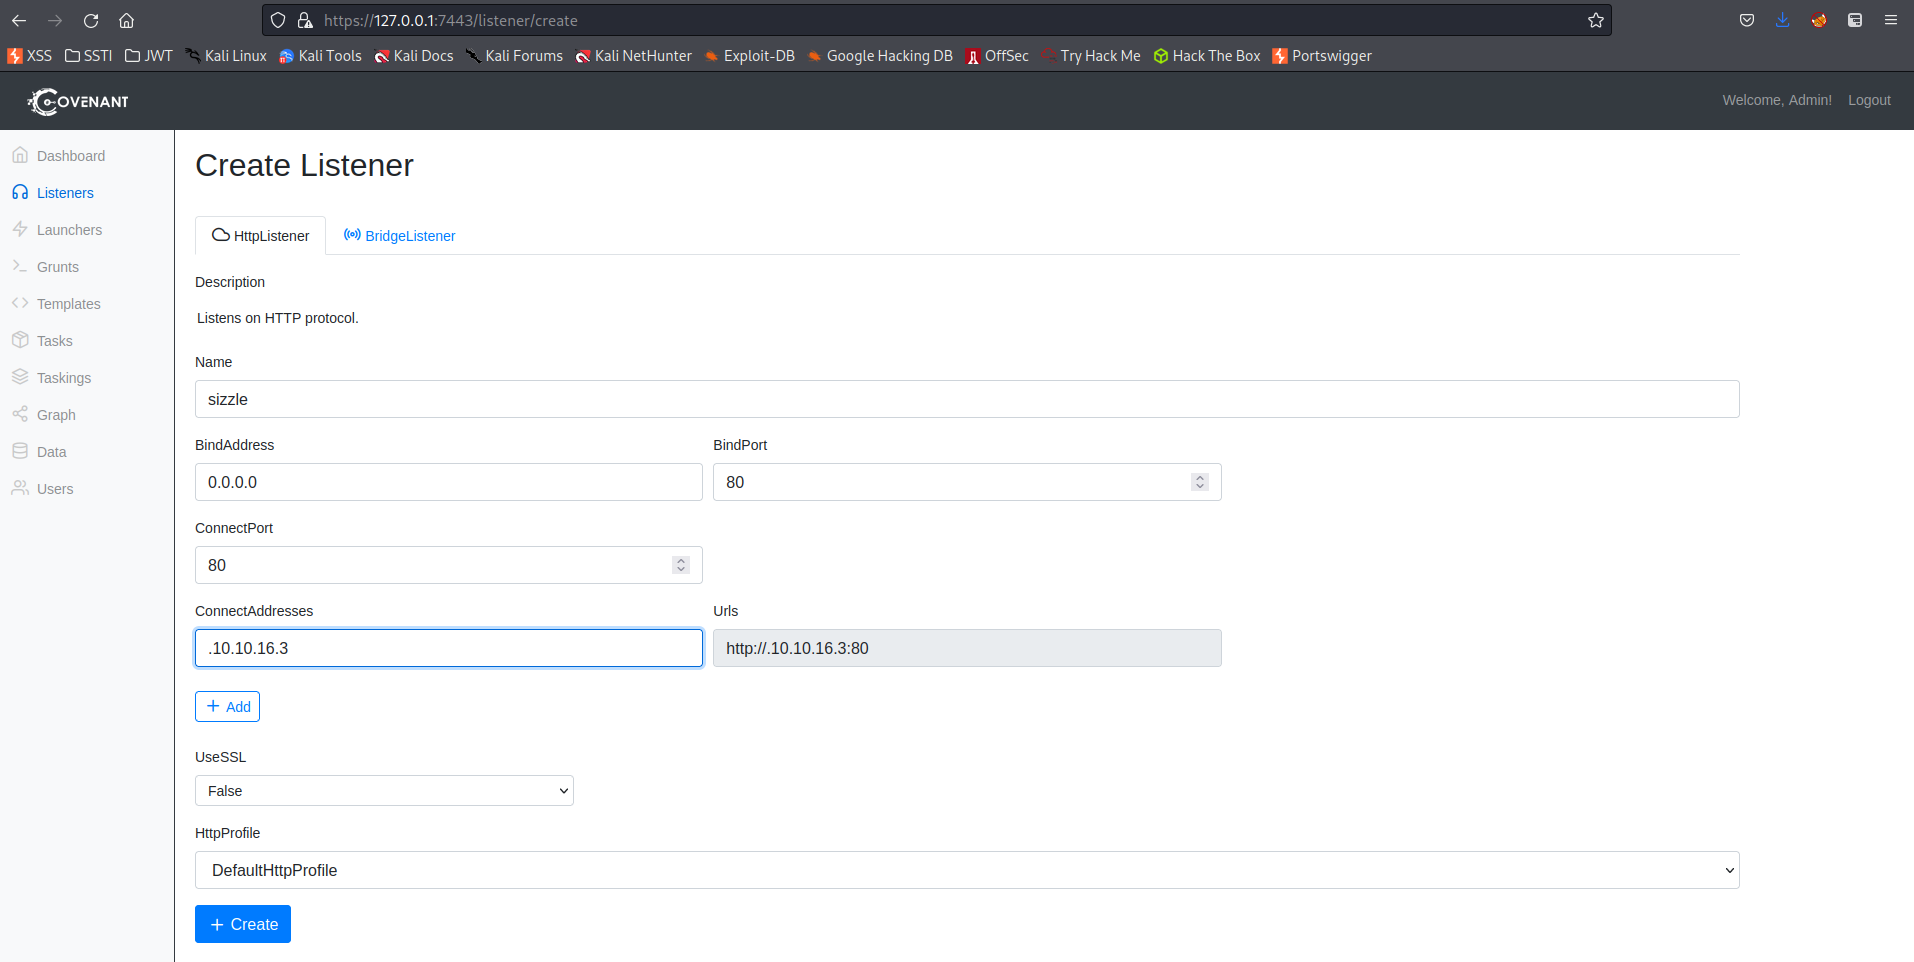 https://127.0.0.1:7443/listener/create
XSS SSTI JWT Kali Linux Kali Tools Kali Docs Kali Forums Kali NetHunter Exploit-DB Google Hacking DB OffSec Try Hack Me Hack The Box Portswigger
COVENANT Welcome, Admin! Logout
Dashboard
Listeners
Launchers
Grunts
Templates
Tasks
Taskings
Graph
Data
Users
Create Listener
HttpListener BridgeListener
Description
Listens on HTTP protocol.
Name
sizzle
BindAddress BindPort
0.0.0.0 80
ConnectPort
80
ConnectAddresses Urls
.10.10.16.3 http://.10.10.16.3:80
+ Add
UseSSL
False
HttpProfile
DefaultHttpProfile
+ Create